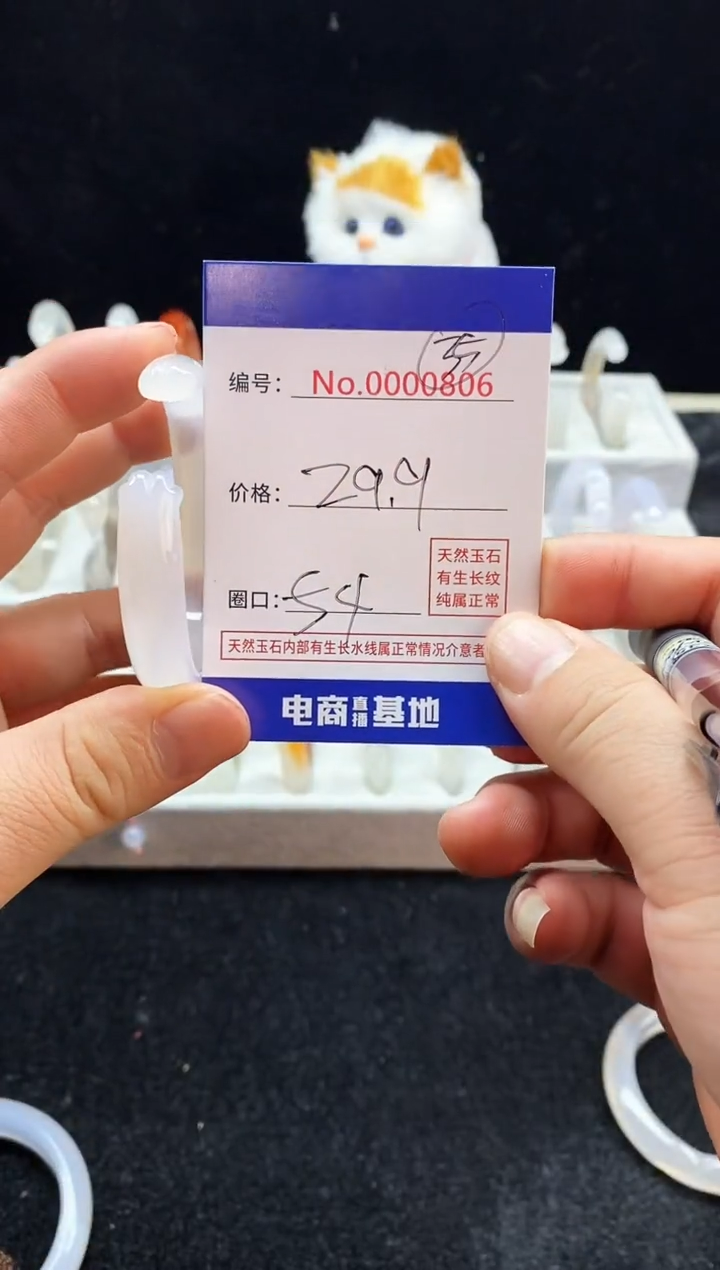 编号： No.0000806
价格： 29.9
天然玉石
有生长纹
纯属正常
圈口： 54
天然玉石内部有生长水线属正常情况介意者
电商直播基地